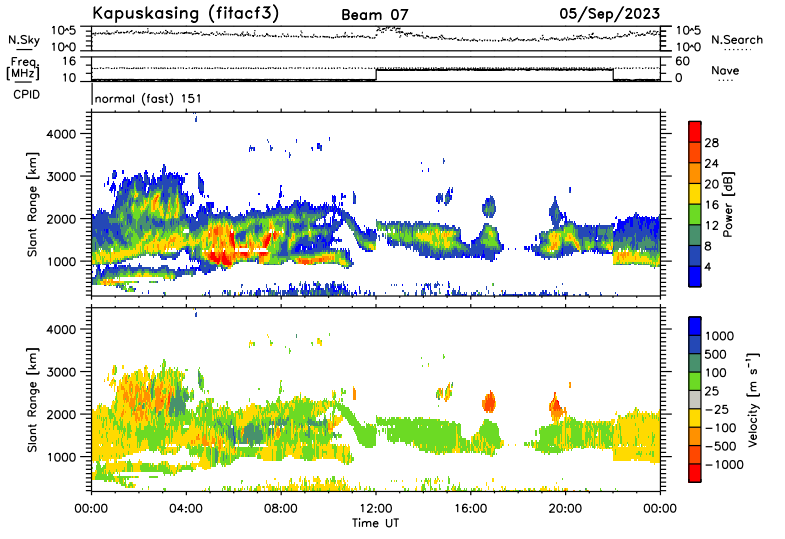 Kapuskasing (fitacf3) Beam 07 05/Sep/2023
N.Sky
10^5
10^0
10^5
10^0
N.Search
Freq.
[MHz]
16
10
60
0
Nave
CPID
normal (fast) 151
Slant Range [km]
4000
3000
2000
1000
Power [dB]
28
24
20
16
12
8
4
Slant Range [km]
4000
3000
2000
1000
Velocity [m s⁻¹]
1000
500
100
25
−25
−100
−500
−1000
00:00 04:00 08:00 12:00 16:00 20:00 00:00
Time UT